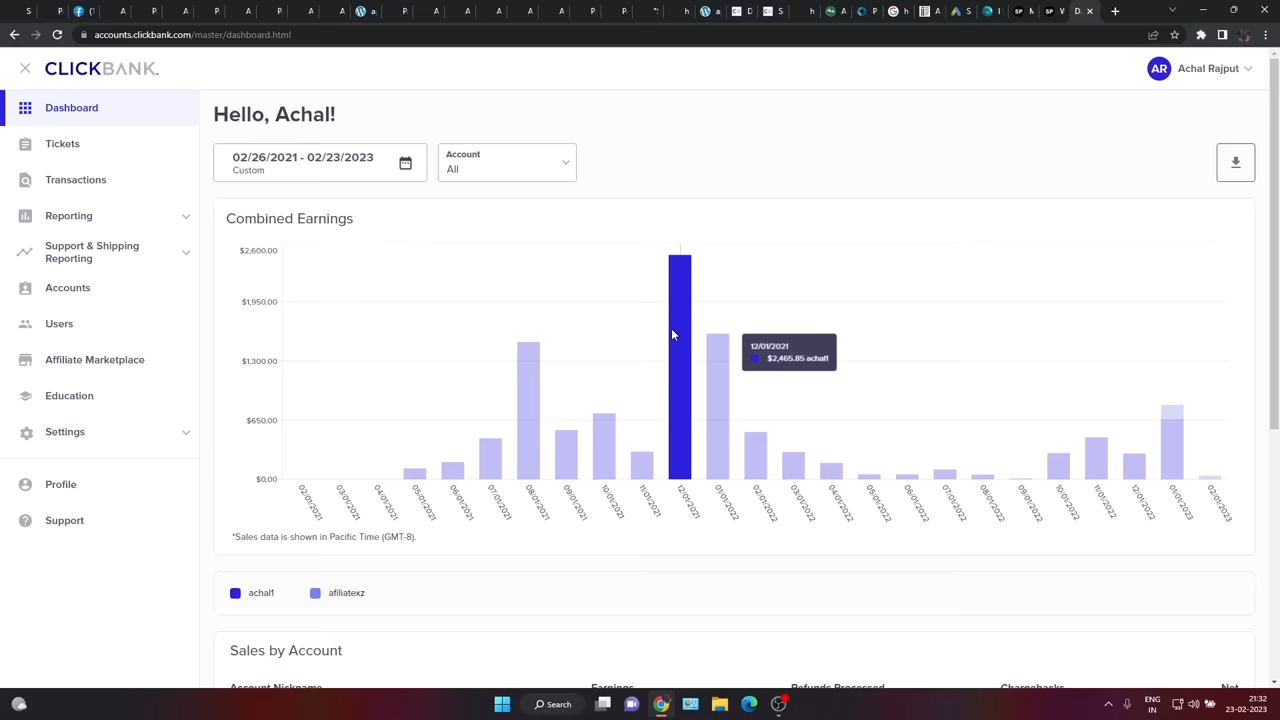 accounts.clickbank.com/master/dashboard.html
CLICKBANK
AR Achal Rajput
Dashboard
Tickets
Transactions
Reporting
Support & Shipping
Reporting
Accounts
Users
Affiliate Marketplace
Education
Settings
Profile
Support
Hello, Achal!
02/26/2021 - 02/23/2023
Custom
Account
All
Combined Earnings
$2,600.00
$1,950.00
$1,300.00
$650.00
$0.00
12/01/2021
$2,465.85 achal1
02/01/2021
03/01/2021
04/01/2021
05/01/2021
06/01/2021
07/01/2021
08/01/2021
09/01/2021
10/01/2021
11/01/2021
12/01/2021
01/01/2022
02/01/2022
03/01/2022
04/01/2022
05/01/2022
06/01/2022
07/01/2022
08/01/2022
09/01/2022
10/01/2022
11/01/2022
12/01/2022
01/01/2023
02/01/2023
*Sales data is shown in Pacific Time (GMT-8).
achal1
afiliatexz
Sales by Account
Account Nickname Earnings Refunds Processed Chargebacks Net
Search
ENG
IN
21:32
23-02-2023